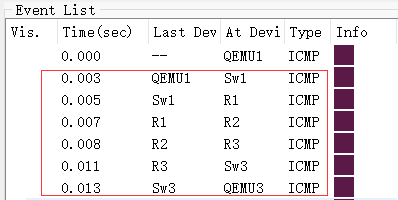 Event List
Vis. Time(sec) Last Dev At Devi Type Info
0.000 -- QEMU1 ICMP
0.003 QEMU1 Sw1 ICMP
0.005 Sw1 R1 ICMP
0.007 R1 R2 ICMP
0.008 R2 R3 ICMP
0.011 R3 Sw3 ICMP
0.013 Sw3 QEMU3 ICMP